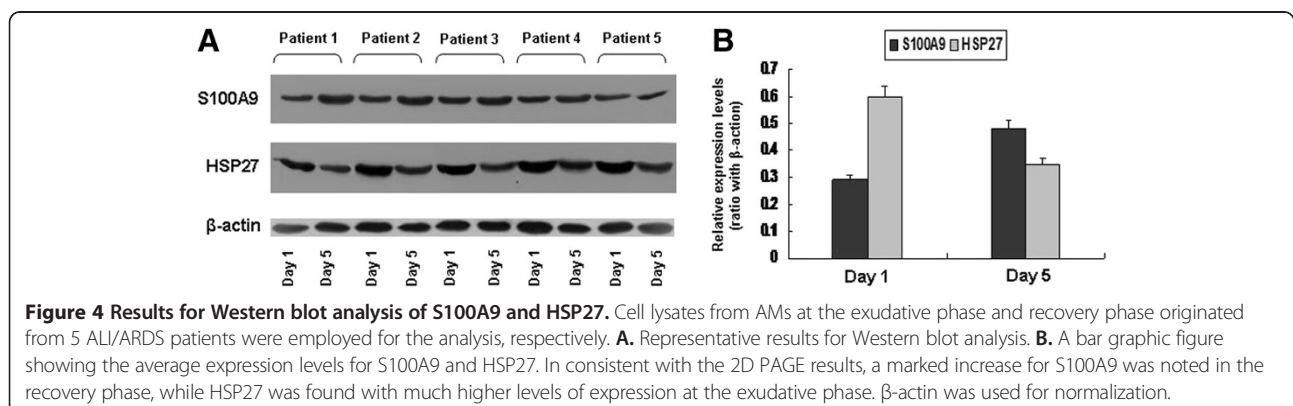 A
Patient 1 Patient 2 Patient 3 Patient 4 Patient 5
S100A9
HSP27
β-actin
Day 1 Day 5 Day 1 Day 5 Day 1 Day 5 Day 1 Day 5 Day 1 Day 5
B
S100A9 HSP27
Relative expression levels
(ratio with β-action)
0.7
0.6
0.5
0.4
0.3
0.2
0.1
0
Day 1 Day 5
Figure 4 Results for Western blot analysis of S100A9 and HSP27. Cell lysates from AMs at the exudative phase and recovery phase originated
from 5 ALI/ARDS patients were employed for the analysis, respectively. A. Representative results for Western blot analysis. B. A bar graphic figure
showing the average expression levels for S100A9 and HSP27. In consistent with the 2D PAGE results, a marked increase for S100A9 was noted in the
recovery phase, while HSP27 was found with much higher levels of expression at the exudative phase. β-actin was used for normalization.